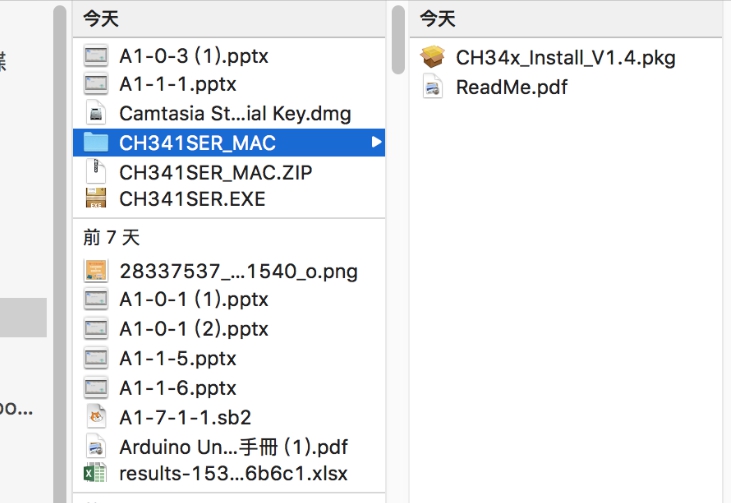 今天
A1-0-3 (1).pptx
A1-1-1.pptx
Camtasia St...ial Key.dmg
CH341SER_MAC
CH341SER_MAC.ZIP
CH341SER.EXE
前 7 天
28337537_...1540_o.png
A1-0-1 (1).pptx
A1-0-1 (2).pptx
A1-1-5.pptx
A1-1-6.pptx
A1-7-1-1.sb2
Arduino Un...手冊 (1).pdf
results-153...6b6c1.xlsx
今天
CH34x_Install_V1.4.pkg
ReadMe.pdf